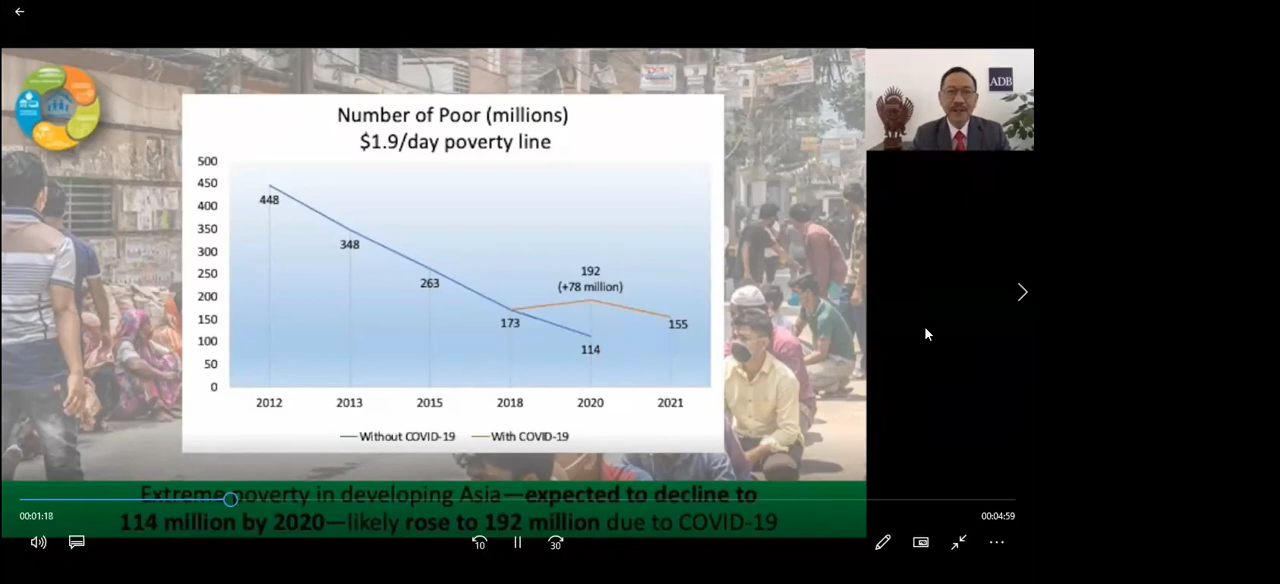 Number of Poor (millions)
$1.9/day poverty line
ADB
500
450
400
350
300
250
200
150
100
50
0
448
348
263
173
192
(+78 million)
114
155
2012 2013 2015 2018 2020 2021
Without COVID-19 With COVID-19
Extreme poverty in developing Asia—expected to decline to
114 million by 2020—likely rose to 192 million due to COVID-19
00:01:18 00:04:59
10 30